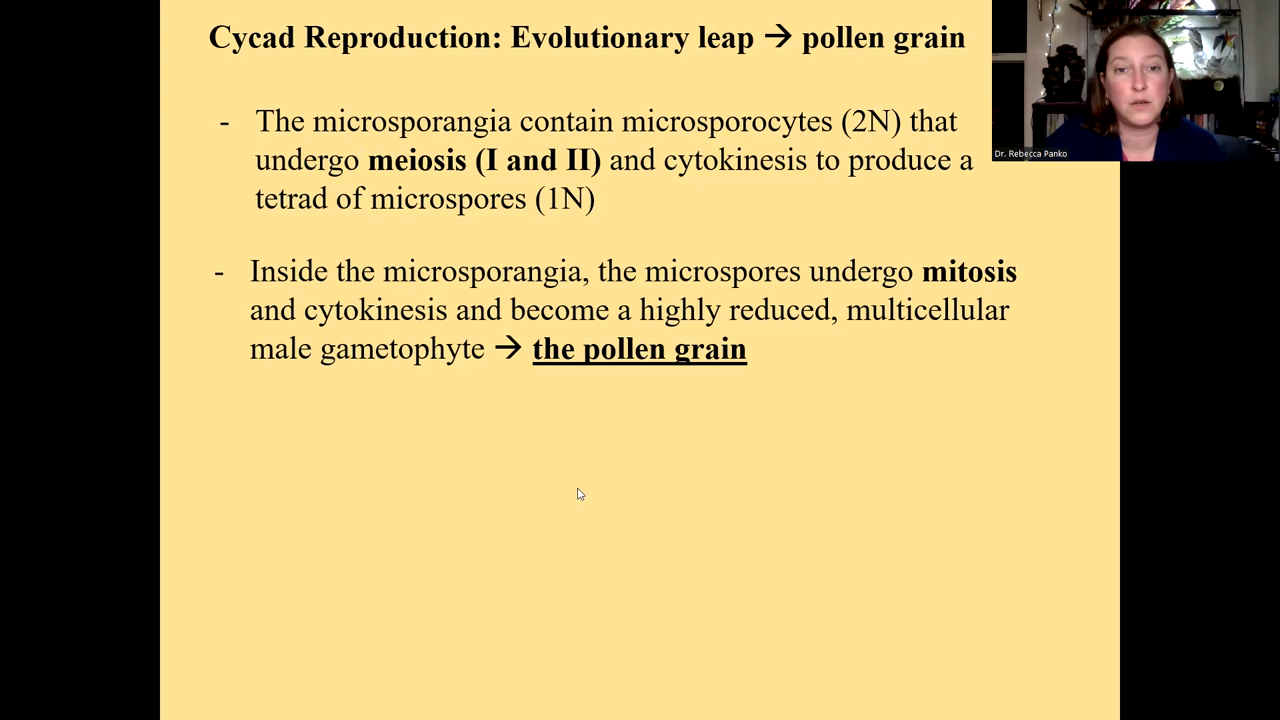 Cycad Reproduction: Evolutionary leap → pollen grain
- The microsporangia contain microsporocytes (2N) that
undergo meiosis (I and II) and cytokinesis to produce a
tetrad of microspores (1N)
- Inside the microsporangia, the microspores undergo mitosis
and cytokinesis and become a highly reduced, multicellular
male gametophyte → the pollen grain
Dr. Rebecca Panko